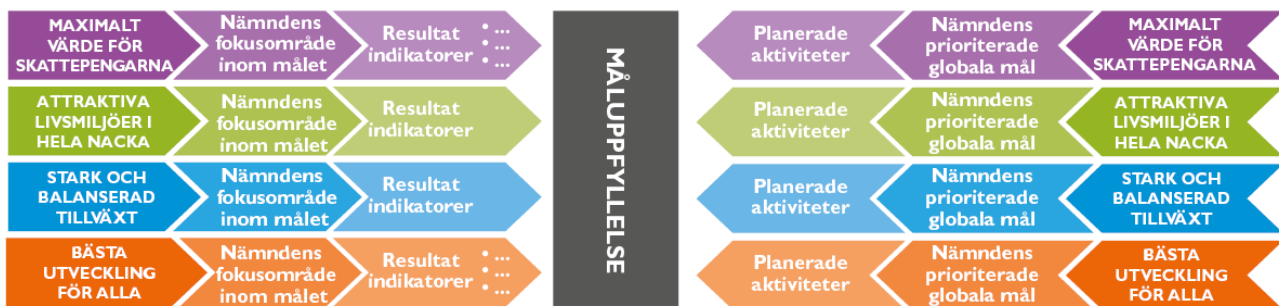 MAXIMALT
VÄRDE FÖR
SKATTEPENGARNA
Nämndens
fokusområde
inom målet
Resultat
indikatorer
• ...
• ...
ATTRAKTIVA
LIVSMILJÖER I
HELA NACKA
Nämndens
fokusområde
inom målet
Resultat
indikatorer
STARK OCH
BALANSERAD
TILLVÄXT
Nämndens
fokusområde
inom målet
Resultat
indikatorer
BÄSTA
UTVECKLING
FÖR ALLA
Nämndens
fokusområde
inom målet
Resultat
indikatorer
• ...
• ...
MÅLUPPFYLLELSE
Planerade
aktiviteter
Nämndens
prioriterade
globala mål
MAXIMALT
VÄRDE FÖR
SKATTEPENGARNA
Planerade
aktiviteter
Nämndens
prioriterade
globala mål
ATTRAKTIVA
LIVSMILJÖER I
HELA NACKA
Planerade
aktiviteter
Nämndens
prioriterade
globala mål
STARK OCH
BALANSERAD
TILLVÄXT
Planerade
aktiviteter
Nämndens
prioriterade
globala mål
BÄSTA
UTVECKLING
FÖR ALLA